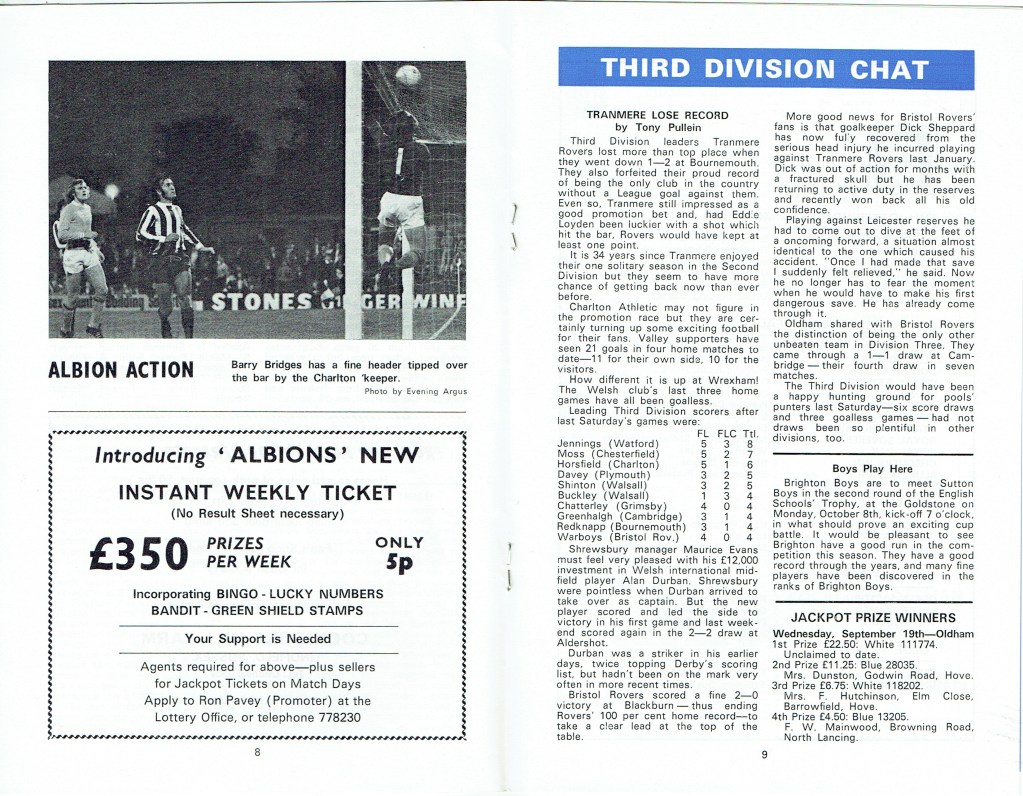 STONES GINGER WINE
ALBION ACTION
Barry Bridges has a fine header tipped over
the bar by the Charlton 'keeper.
Photo by Evening Argus
Introducing 'ALBIONS' NEW
INSTANT WEEKLY TICKET
(No Result Sheet necessary)
£350 PRIZES PER WEEK ONLY 5p
Incorporating BINGO - LUCKY NUMBERS
BANDIT - GREEN SHIELD STAMPS
Your Support is Needed
Agents required for above—plus sellers
for Jackpot Tickets on Match Days
Apply to Ron Pavey (Promoter) at the
Lottery Office, or telephone 778230
8
THIRD DIVISION CHAT
TRANMERE LOSE RECORD
by Tony Pullein
Third Division leaders Tranmere
Rovers lost more than top place when
they went down 1—2 at Bournemouth.
They also forfeited their proud record
of being the only club in the country
without a League goal against them.
Even so, Tranmere still impressed as a
good promotion bet and, had Eddie
Loyden been luckier with a shot which
hit the bar, Rovers would have kept at
least one point.
It is 34 years since Tranmere enjoyed
their one solitary season in the Second
Division but they seem to have more
chance of getting back now than ever
before.
Charlton Athletic may not figure in
the promotion race but they are cer-
tainly turning up some exciting football
for their fans. Valley supporters have
seen 21 goals in four home matches to
date—11 for their own side, 10 for the
visitors.
How different it is up at Wrexham!
The Welsh club's last three home
games have all been goalless.
Leading Third Division scorers after
last Saturday's games were:
FL FLC Ttl.
Jennings (Watford) 5 3 8
Moss (Chesterfield) 5 2 7
Horsfield (Charlton) 5 1 6
Davey (Plymouth) 3 2 5
Shinton (Walsall) 3 2 5
Buckley (Walsall) 1 3 4
Chatterley (Grimsby) 4 0 4
Greenhalgh (Cambridge) 3 1 4
Redknapp (Bournemouth) 3 1 4
Warboys (Bristol Rov.) 4 0 4
Shrewsbury manager Maurice Evans
must feel very pleased with his £12,000
investment in Welsh international mid-
field player Alan Durban. Shrewsbury
were pointless when Durban arrived to
take over as captain. But the new
player scored and led the side to
victory in his first game and last week-
end scored again in the 2—2 draw at
Aldershot.
Durban was a striker in his earlier
days, twice topping Derby's scoring
list, but hadn't been on the mark very
often in more recent times.
Bristol Rovers scored a fine 2—0
victory at Blackburn — thus ending
Rovers' 100 per cent home record—to
take a clear lead at the top of the
table.
More good news for Bristol Rovers'
fans is that goalkeeper Dick Sheppard
has now fully recovered from the
serious head injury he incurred playing
against Tranmere Rovers last January.
Dick was out of action for months with
a fractured skull but he has been
returning to active duty in the reserves
and recently won back all his old
confidence.
Playing against Leicester reserves he
had to come out to dive at the feet of
a oncoming forward, a situation almost
identical to the one which caused his
accident. "Once I had made that save
I suddenly felt relieved," he said. Now
he no longer has to fear the moment
when he would have to make his first
dangerous save. He has already come
through it.
Oldham shared with Bristol Rovers
the distinction of being the only other
unbeaten team in Division Three. They
came through a 1—1 draw at Cam-
bridge — their fourth draw in seven
matches.
The Third Division would have been
a happy hunting ground for pools'
punters last Saturday—six score draws
and three goalless games — had not
draws been so plentiful in other
divisions, too.
Boys Play Here
Brighton Boys are to meet Sutton
Boys in the second round of the English
Schools' Trophy, at the Goldstone on
Monday, October 8th, kick-off 7 o'clock,
in what should prove an exciting cup
battle. It would be pleasant to see
Brighton have a good run in the com-
petition this season. They have a good
record through the years, and many fine
players have been discovered in the
ranks of Brighton Boys.
JACKPOT PRIZE WINNERS
Wednesday, September 19th—Oldham
1st Prize £22.50: White 111774.
Unclaimed to date.
2nd Prize £11.25: Blue 28035.
Mrs. Dunston, Godwin Road, Hove.
3rd Prize £6.75: White 118202.
Mrs. F. Hutchinson, Elm Close,
Barrowfield, Hove.
4th Prize £4.50: Blue 13205.
F. W. Mainwood, Browning Road,
North Lancing.
9